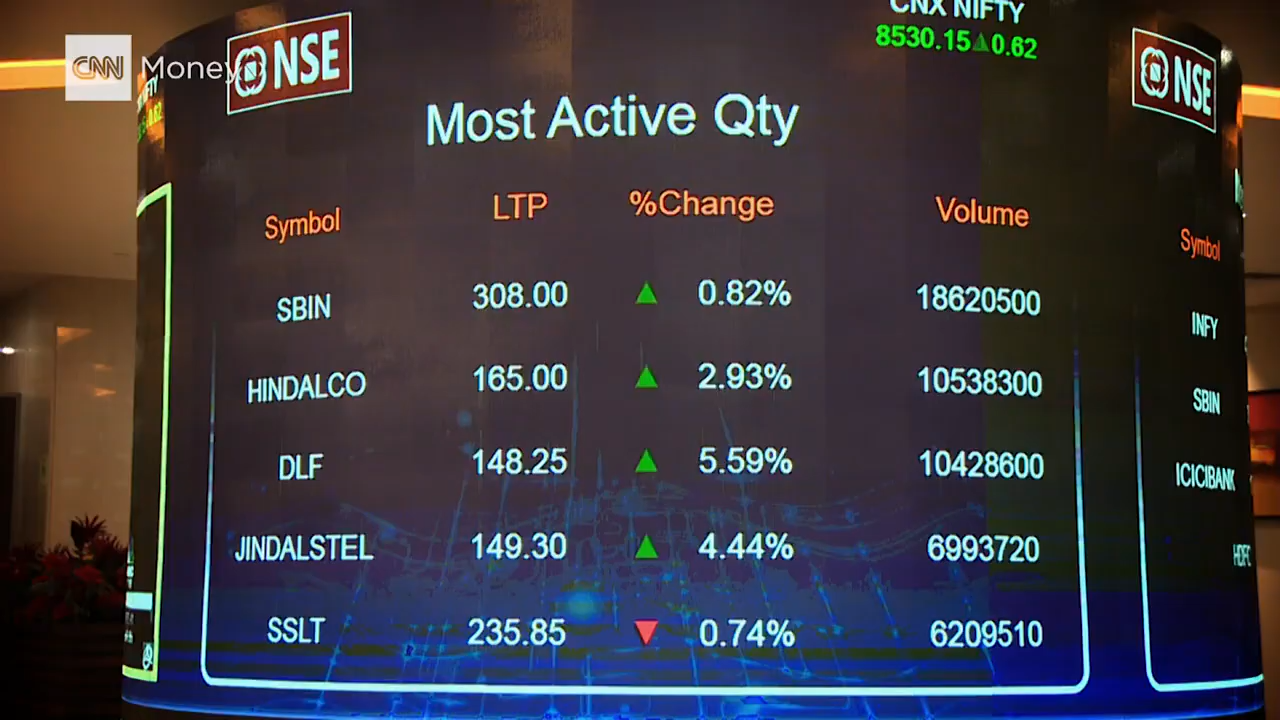 CNN Money
NSE
CNX NIFTY
8530.15▲0.62
NSE
Most Active Qty
Symbol LTP %Change Volume
SBIN 308.00 ▲ 0.82% 18620500
HINDALCO 165.00 ▲ 2.93% 10538300
DLF 148.25 ▲ 5.59% 10428600
JINDALSTEL 149.30 ▲ 4.44% 6993720
SSLT 235.85 ▼ 0.74% 6209510
Symbol
INFY
SBIN
ICICIBANK
HDFC